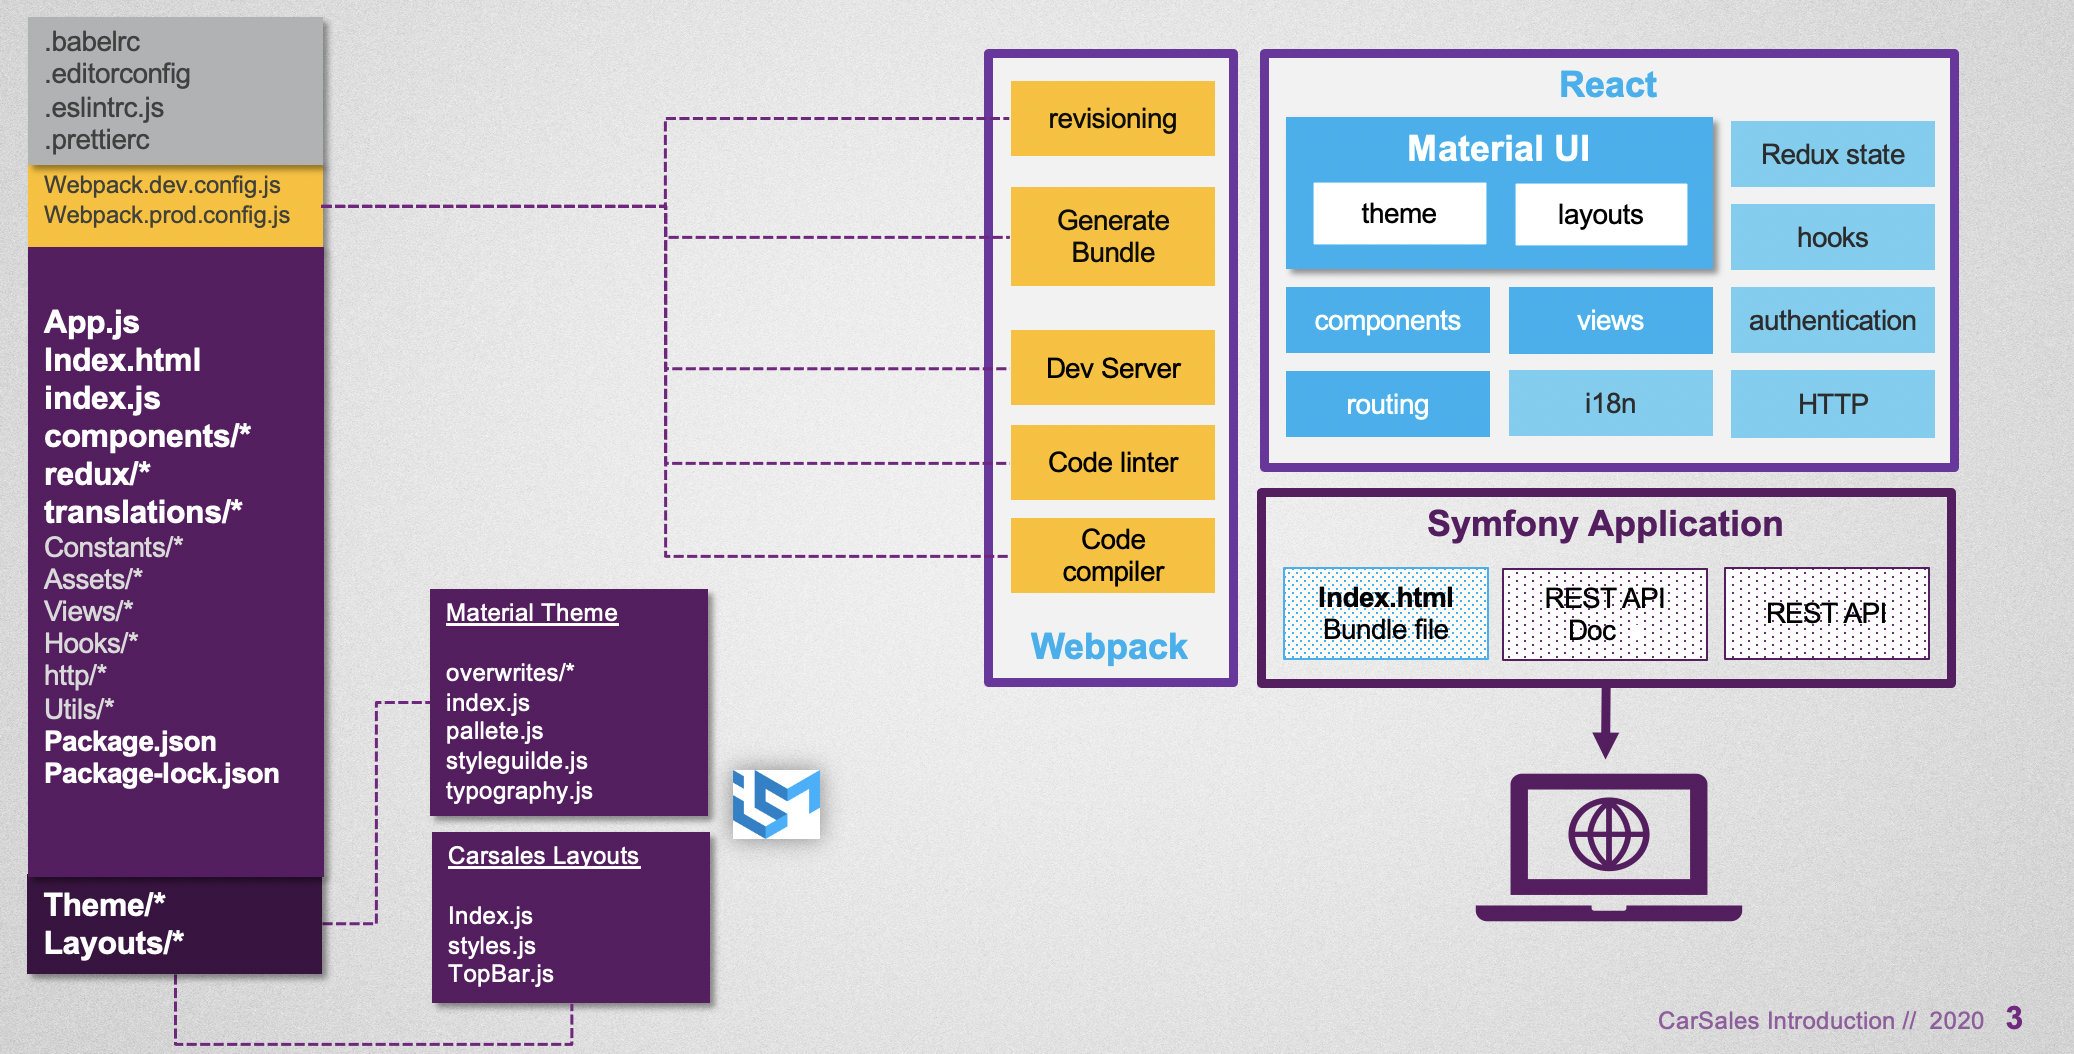 .babelrc
.editorconfig
.eslintrc.js
.prettierc
Webpack.dev.config.js
Webpack.prod.config.js
App.js
Index.html
index.js
components/*
redux/*
translations/*
Constants/*
Assets/*
Views/*
Hooks/*
http/*
Utils/*
Package.json
Package-lock.json
Theme/*
Layouts/*
Material Theme
overwrites/*
index.js
pallete.js
styleguilde.js
typography.js
Carsales Layouts
Index.js
styles.js
TopBar.js
revisioning
Generate
Bundle
Dev Server
Code linter
Code
compiler
Webpack
React
Material UI
theme
layouts
Redux state
hooks
components
views
authentication
routing
i18n
HTTP
Symfony Application
Index.html
Bundle file
REST API
Doc
REST API
CarSales Introduction // 2020 3